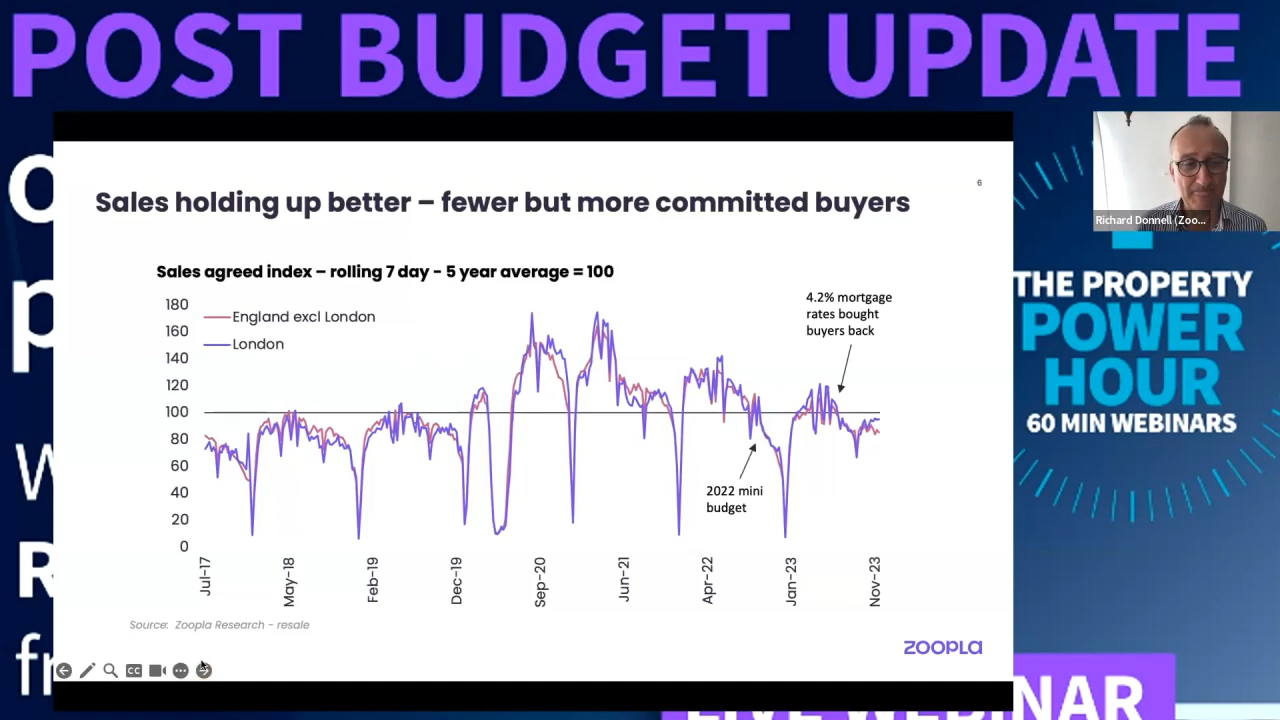 POST BUDGET UPDATE
6
Sales holding up better – fewer but more committed buyers
Sales agreed index – rolling 7 day - 5 year average = 100
180
160
140
120
100
80
60
40
20
0
England excl London
London
4.2% mortgage
rates bought
buyers back
2022 mini
budget
Jul-17
May-18
Feb-19
Dec-19
Sep-20
Jun-21
Apr-22
Jan-23
Nov-23
Source: Zoopla Research - resale
ZOOPLA
CC
Richard Donnell (Zoo...
THE PROPERTY
POWER
HOUR
60 MIN WEBINARS